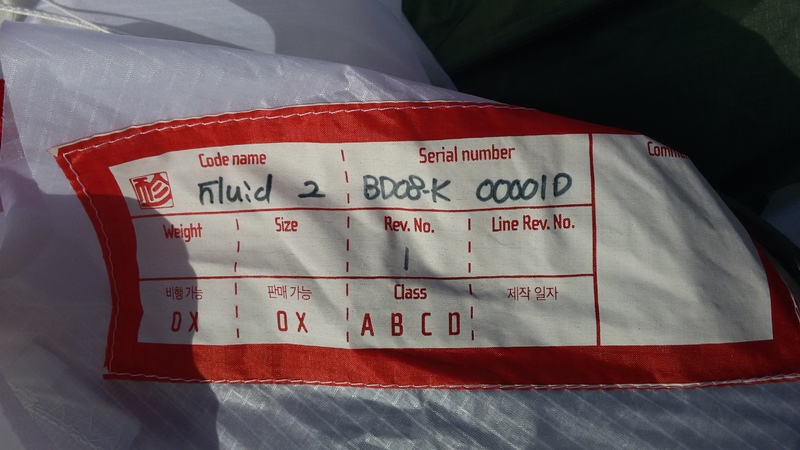 Code name Serial number
Fluid 2 BD08-K 00001D
Weight Size Rev. No. Line Rev. No.
1
비행 가능 판매 가능 Class 제작 일자
O X O X A B C D